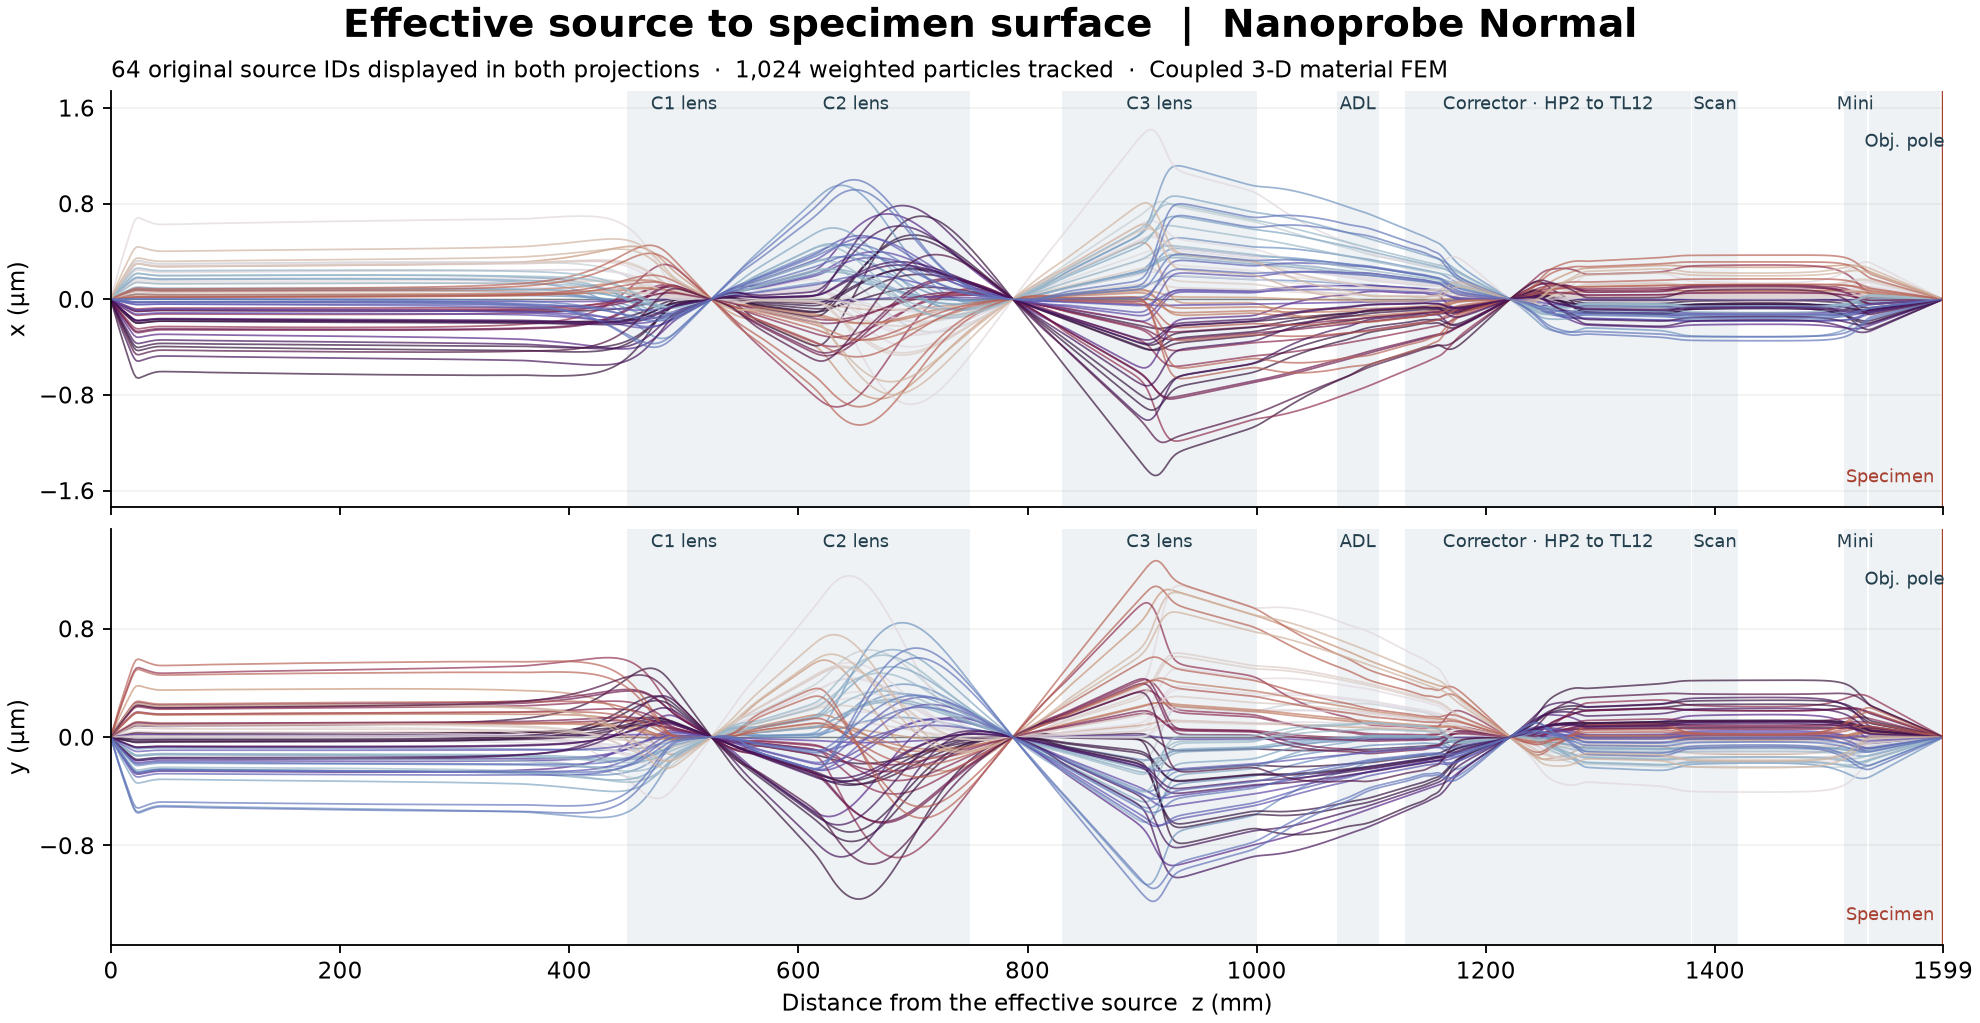 Effective source to specimen surface | Nanoprobe Normal
64 original source IDs displayed in both projections · 1,024 weighted particles tracked · Coupled 3-D material FEM
C1 lens C2 lens C3 lens ADL Corrector · HP2 to TL12 Scan Mini
Obj. pole
1.6
0.8
0.0
−0.8
−1.6
x (µm)
Specimen
C1 lens C2 lens C3 lens ADL Corrector · HP2 to TL12 Scan Mini
Obj. pole
0.8
0.0
−0.8
y (µm)
Specimen
0 200 400 600 800 1000 1200 1400 1599
Distance from the effective source z (mm)